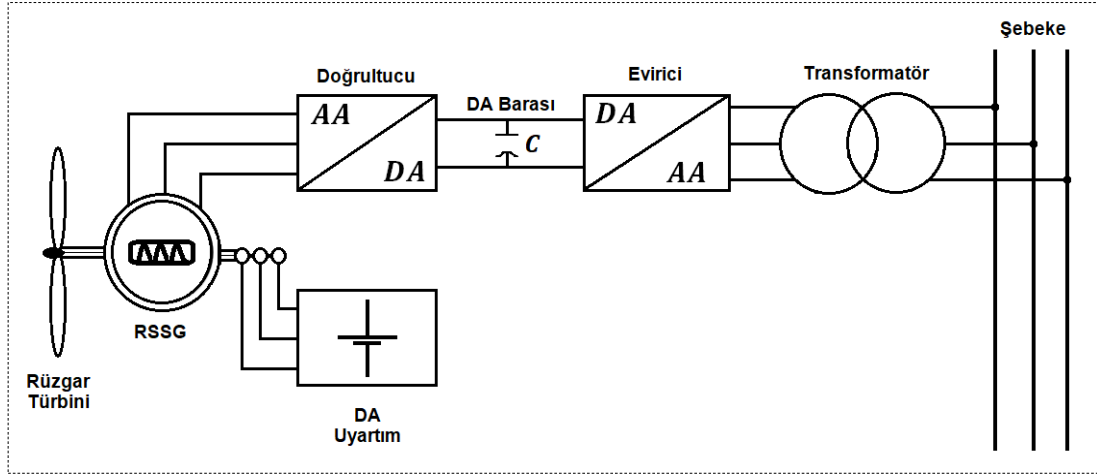 Şebeke
Doğrultucu
Evirici
Transformatör
DA Barası
AA
DA
C
DA
AA
RSSG
Rüzgar
Türbini
DA
Uyartım